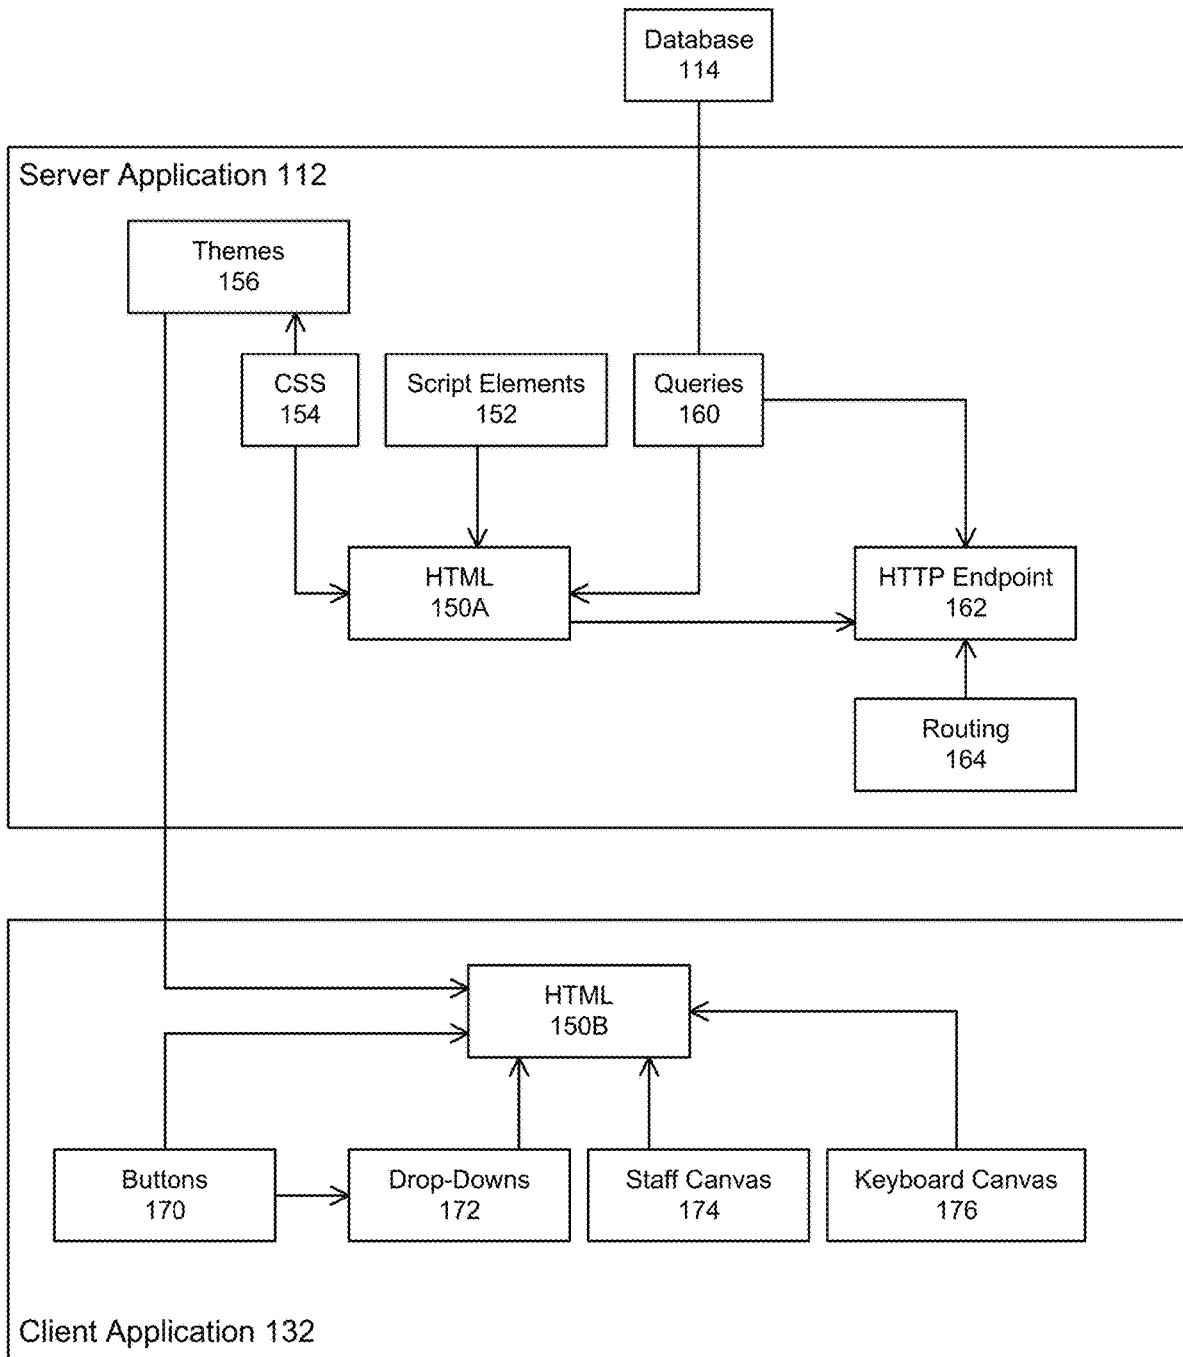 Database
114
Server Application 112
Themes
156
CSS
154
Script Elements
152
Queries
160
HTML
150A
HTTP Endpoint
162
Routing
164
HTML
150B
Buttons
170
Drop-Downs
172
Staff Canvas
174
Keyboard Canvas
176
Client Application 132